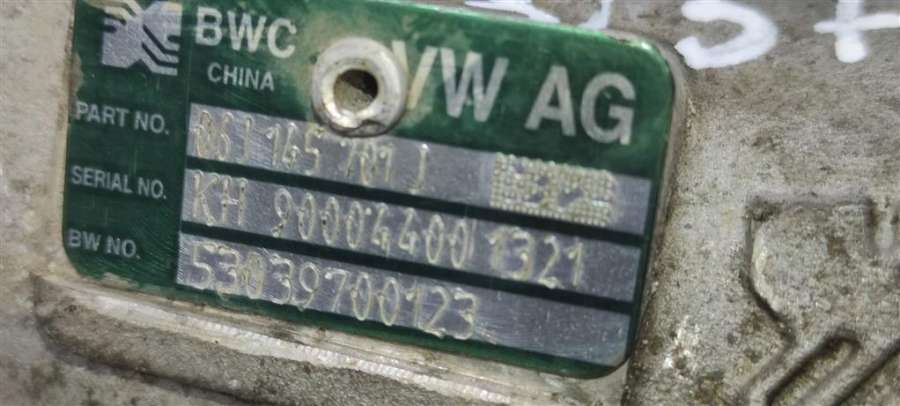 BWC VW AG
CHINA
PART NO. 06J 145 701 J
SERIAL NO. KH 90004400 1321
BW NO. 53039700123